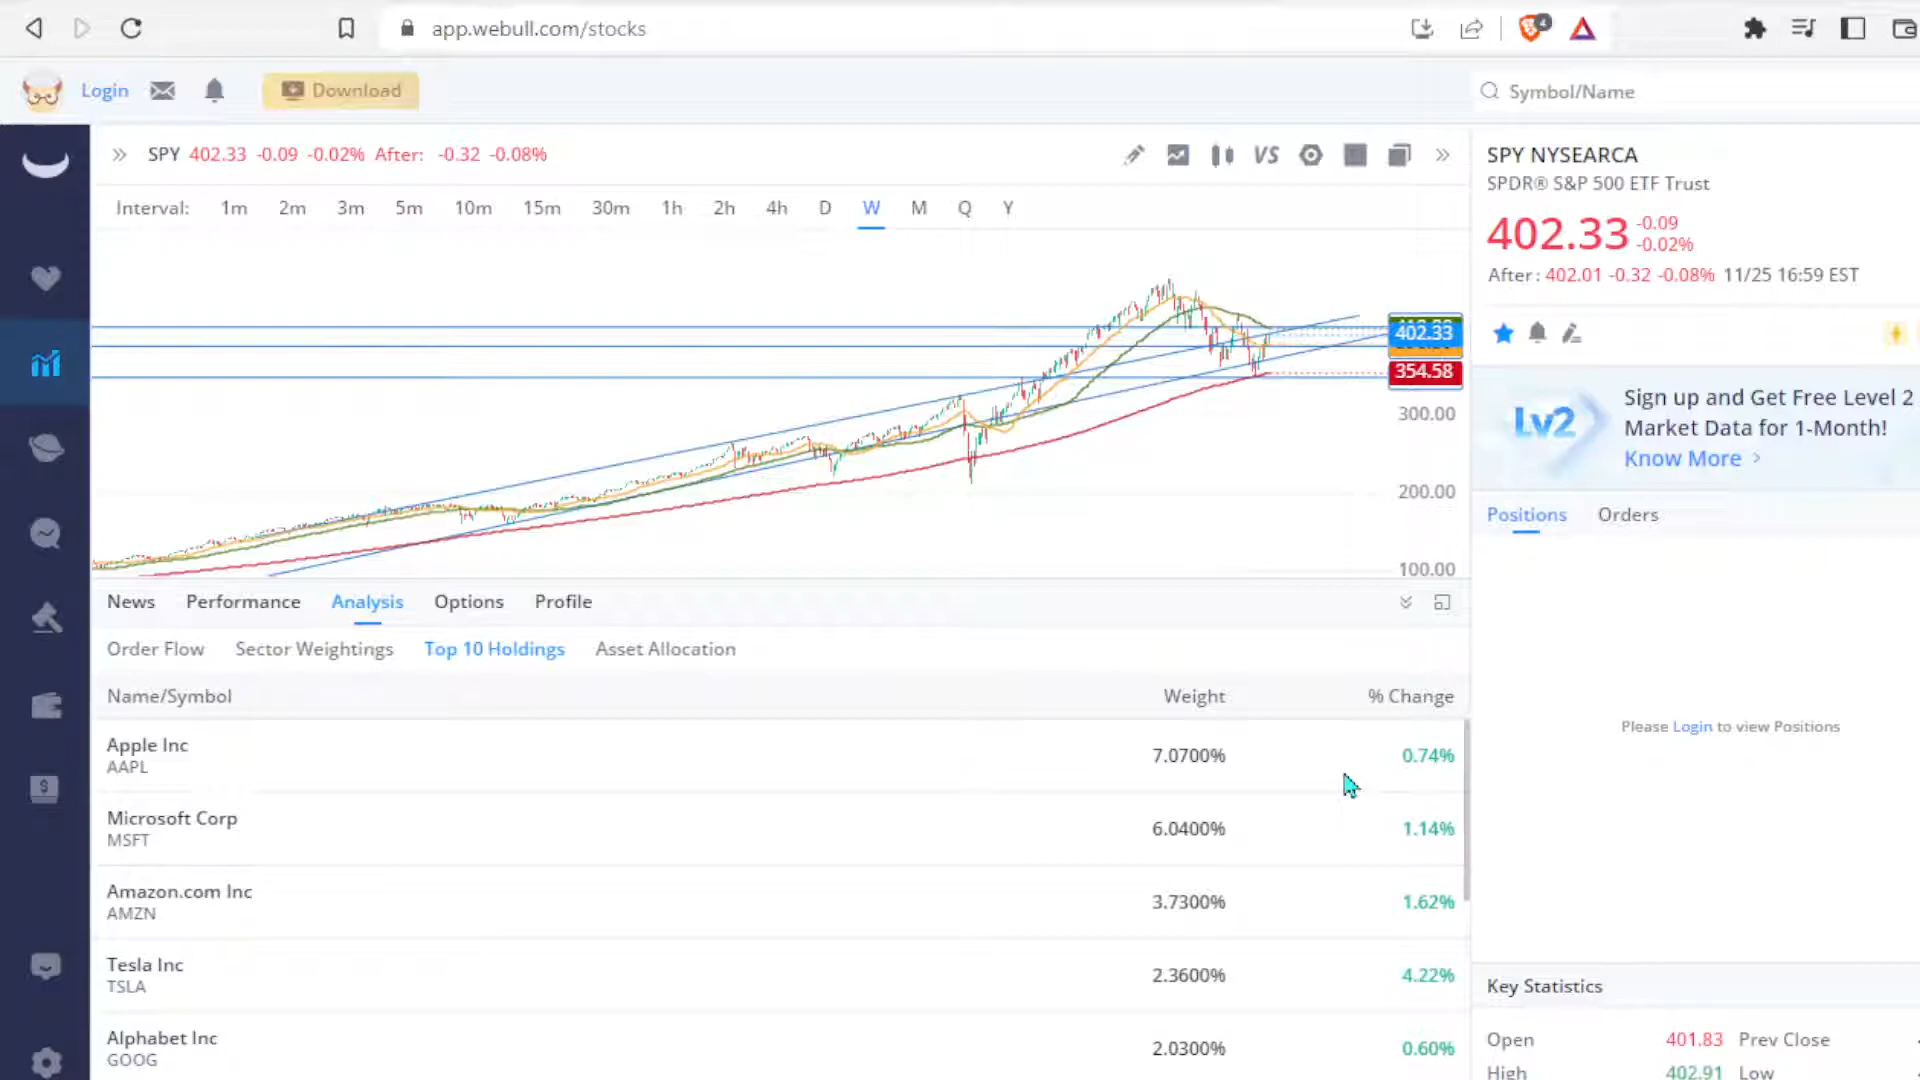 app.webull.com/stocks
4
Login
Download
Symbol/Name
SPY 402.33 -0.09 -0.02% After: -0.32 -0.08%
VS
Interval: 1m 2m 3m 5m 10m 15m 30m 1h 2h 4h D W M Q Y
402.33
354.58
300.00
200.00
100.00
SPY NYSEARCA
SPDR® S&P 500 ETF Trust
402.33 -0.09 -0.02%
After: 402.01 -0.32 -0.08% 11/25 16:59 EST
Lv2
Sign up and Get Free Level 2
Market Data for 1-Month!
Know More >
Positions Orders
Please Login to view Positions
News Performance Analysis Options Profile
Order Flow Sector Weightings Top 10 Holdings Asset Allocation
Name/Symbol Weight % Change
Apple Inc
AAPL
7.0700% 0.74%
Microsoft Corp
MSFT
6.0400% 1.14%
Amazon.com Inc
AMZN
3.7300% 1.62%
Tesla Inc
TSLA
2.3600% 4.22%
Alphabet Inc
GOOG
2.0300% 0.60%
Key Statistics
Open 401.83 Prev Close
High 402.91 Low